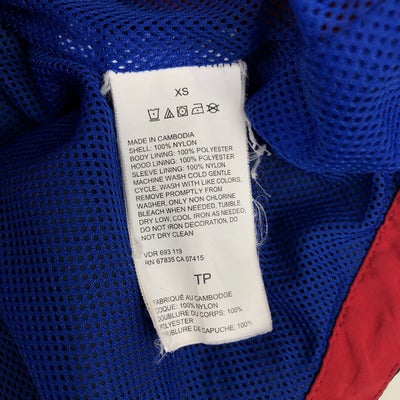 XS
MADE IN CAMBODIA
SHELL: 100% NYLON
BODY LINING: 100% POLYESTER
HOOD LINING: 100% POLYESTER
SLEEVE LINING: 100% NYLON
MACHINE WASH COLD GENTLE
CYCLE, WASH WITH LIKE COLORS,
REMOVE PROMPTLY FROM
WASHER, ONLY NON CHLORINE
BLEACH WHEN NEEDED, TUMBLE
DRY LOW, COOL IRON AS NEEDED,
DO NOT IRON DECORATION, DO
NOT DRY CLEAN
VDR 693 119
RN 67835 CA 07415
TP
FABRIQUÉ AU CAMBODGE
COQUE: 100% NYLON
DOUBLURE DU CORPS: 100%
POLYESTER
DOUBLURE DE CAPUCHE: 100%